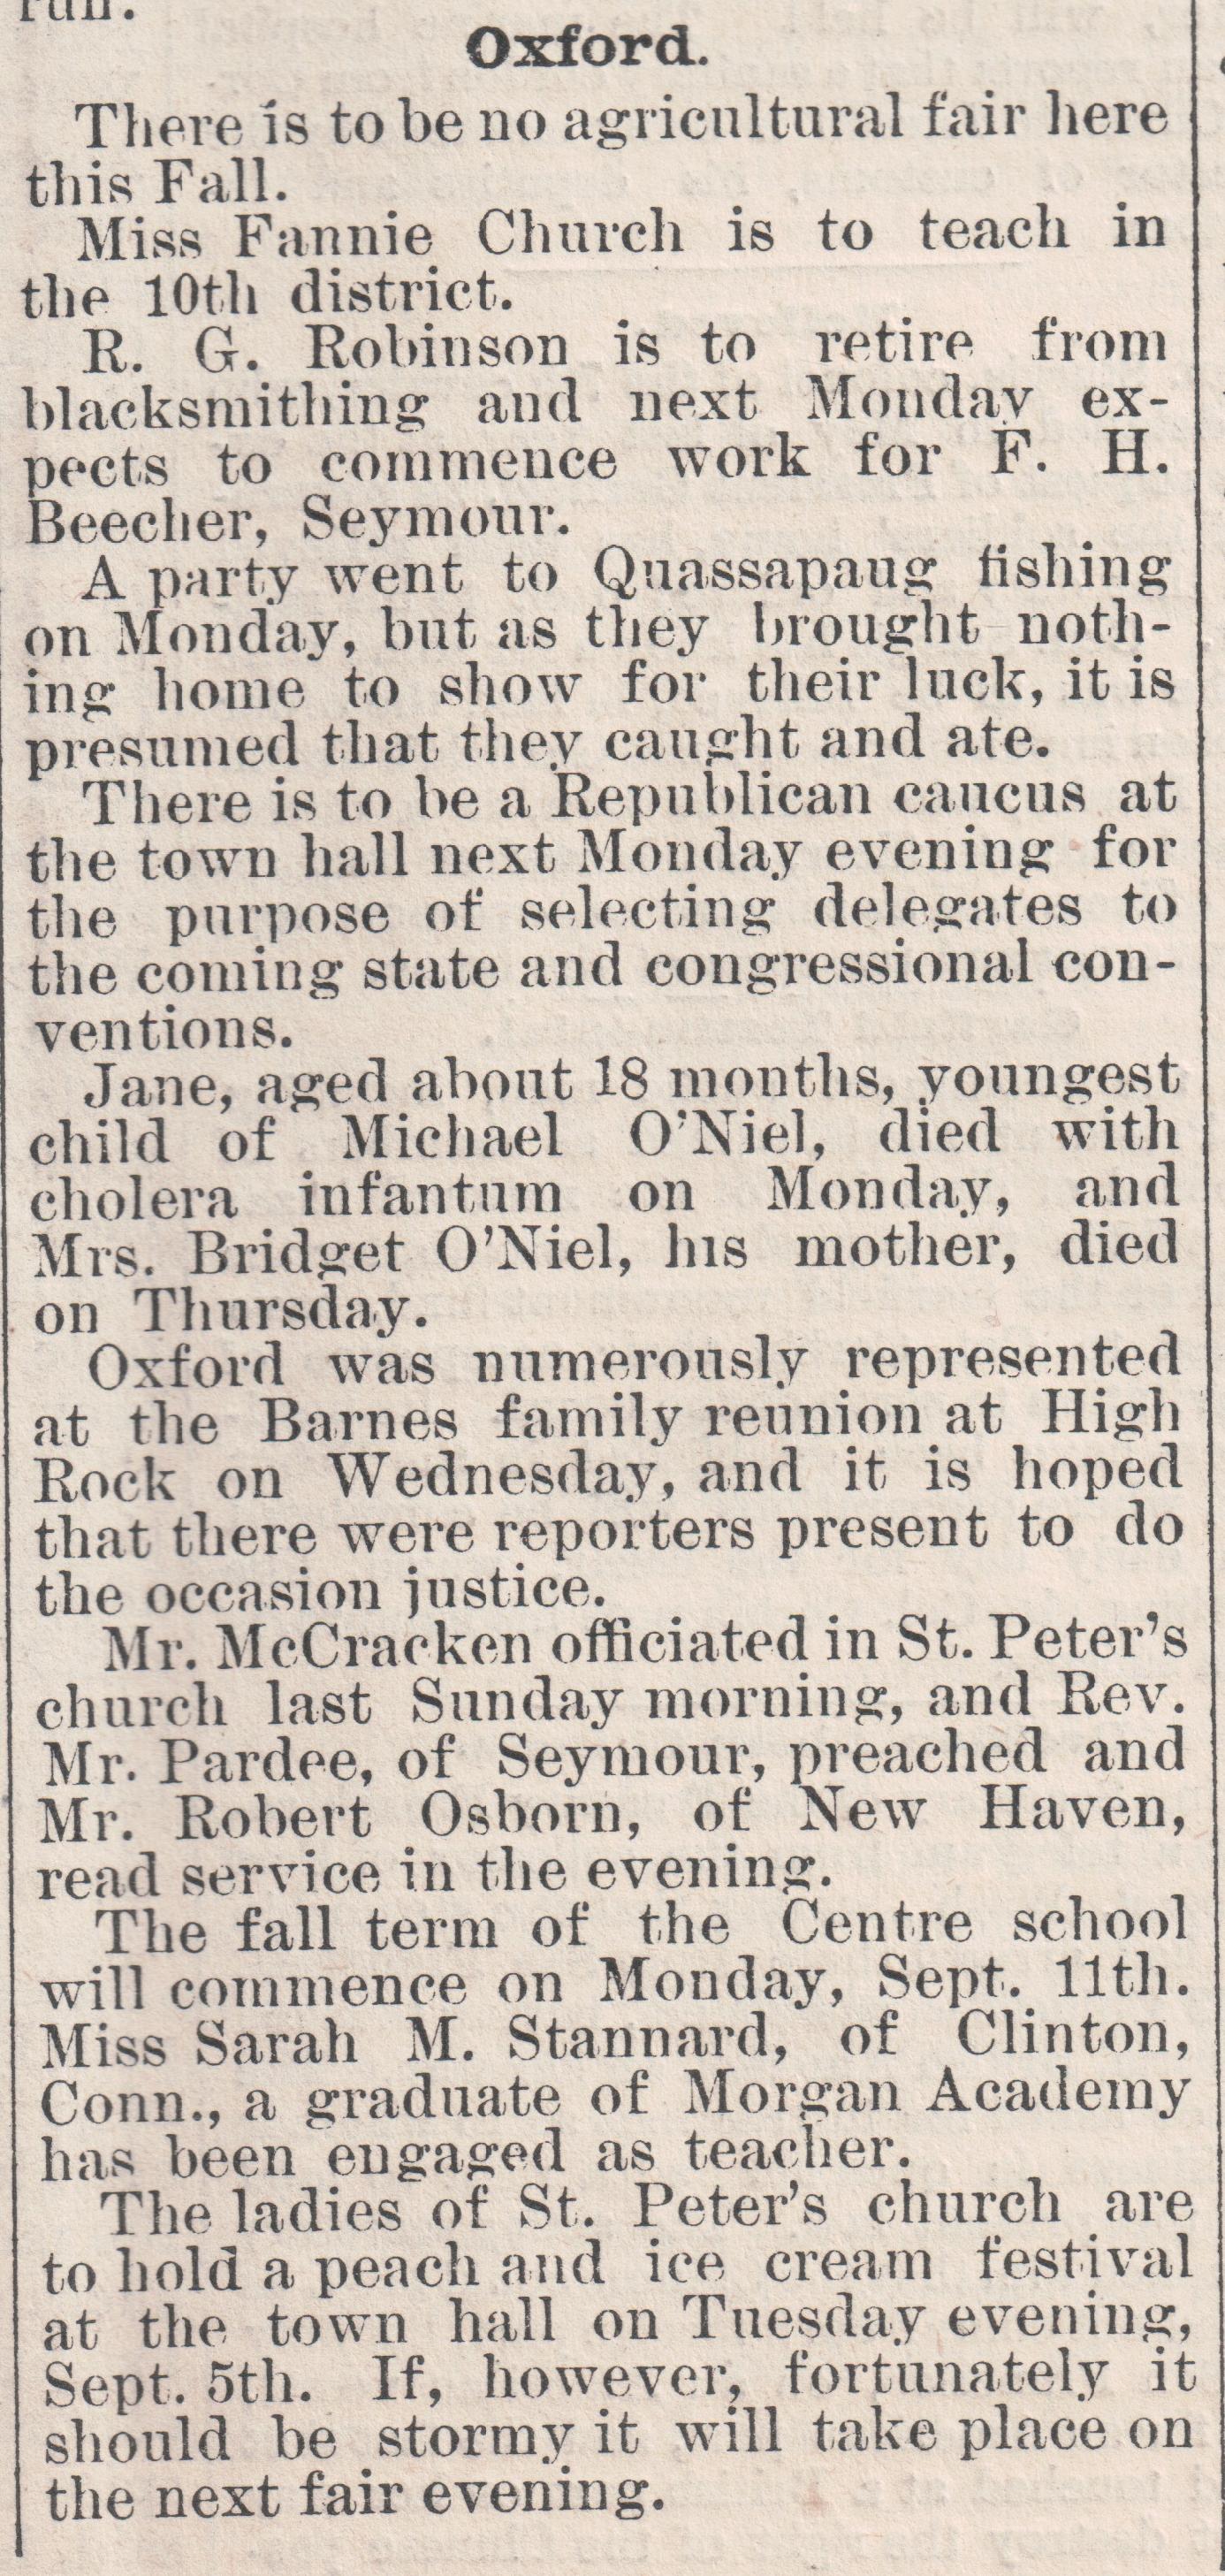 run.
Oxford.
There is to be no agricultural fair here
this Fall.
Miss Fannie Church is to teach in
the 10th district.
R. G. Robinson is to retire from
blacksmithing and next Monday ex-
pects to commence work for F. H.
Beecher, Seymour.
A party went to Quassapaug fishing
on Monday, but as they brought noth-
ing home to show for their luck, it is
presumed that they caught and ate.
There is to be a Republican caucus at
the town hall next Monday evening for
the purpose of selecting delegates to
the coming state and congressional con-
ventions.
Jane, aged about 18 months, youngest
child of Michael O'Niel, died with
cholera infantum on Monday, and
Mrs. Bridget O'Niel, his mother, died
on Thursday.
Oxford was numerously represented
at the Barnes family reunion at High
Rock on Wednesday, and it is hoped
that there were reporters present to do
the occasion justice.
Mr. McCracken officiated in St. Peter's
church last Sunday morning, and Rev.
Mr. Pardee, of Seymour, preached and
Mr. Robert Osborn, of New Haven,
read service in the evening.
The fall term of the Centre school
will commence on Monday, Sept. 11th.
Miss Sarah M. Stannard, of Clinton,
Conn., a graduate of Morgan Academy
has been engaged as teacher.
The ladies of St. Peter's church are
to hold a peach and ice cream festival
at the town hall on Tuesday evening,
Sept. 5th. If, however, fortunately it
should be stormy it will take place on
the next fair evening.